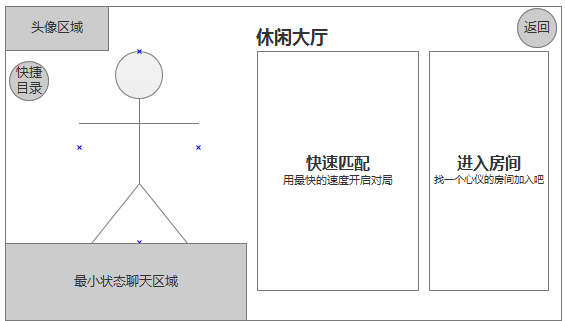 头像区域
休闲大厅
返回
快捷
目录
快速匹配
用最快的速度开启对局
进入房间
找一个心仪的房间加入吧
最小状态聊天区域